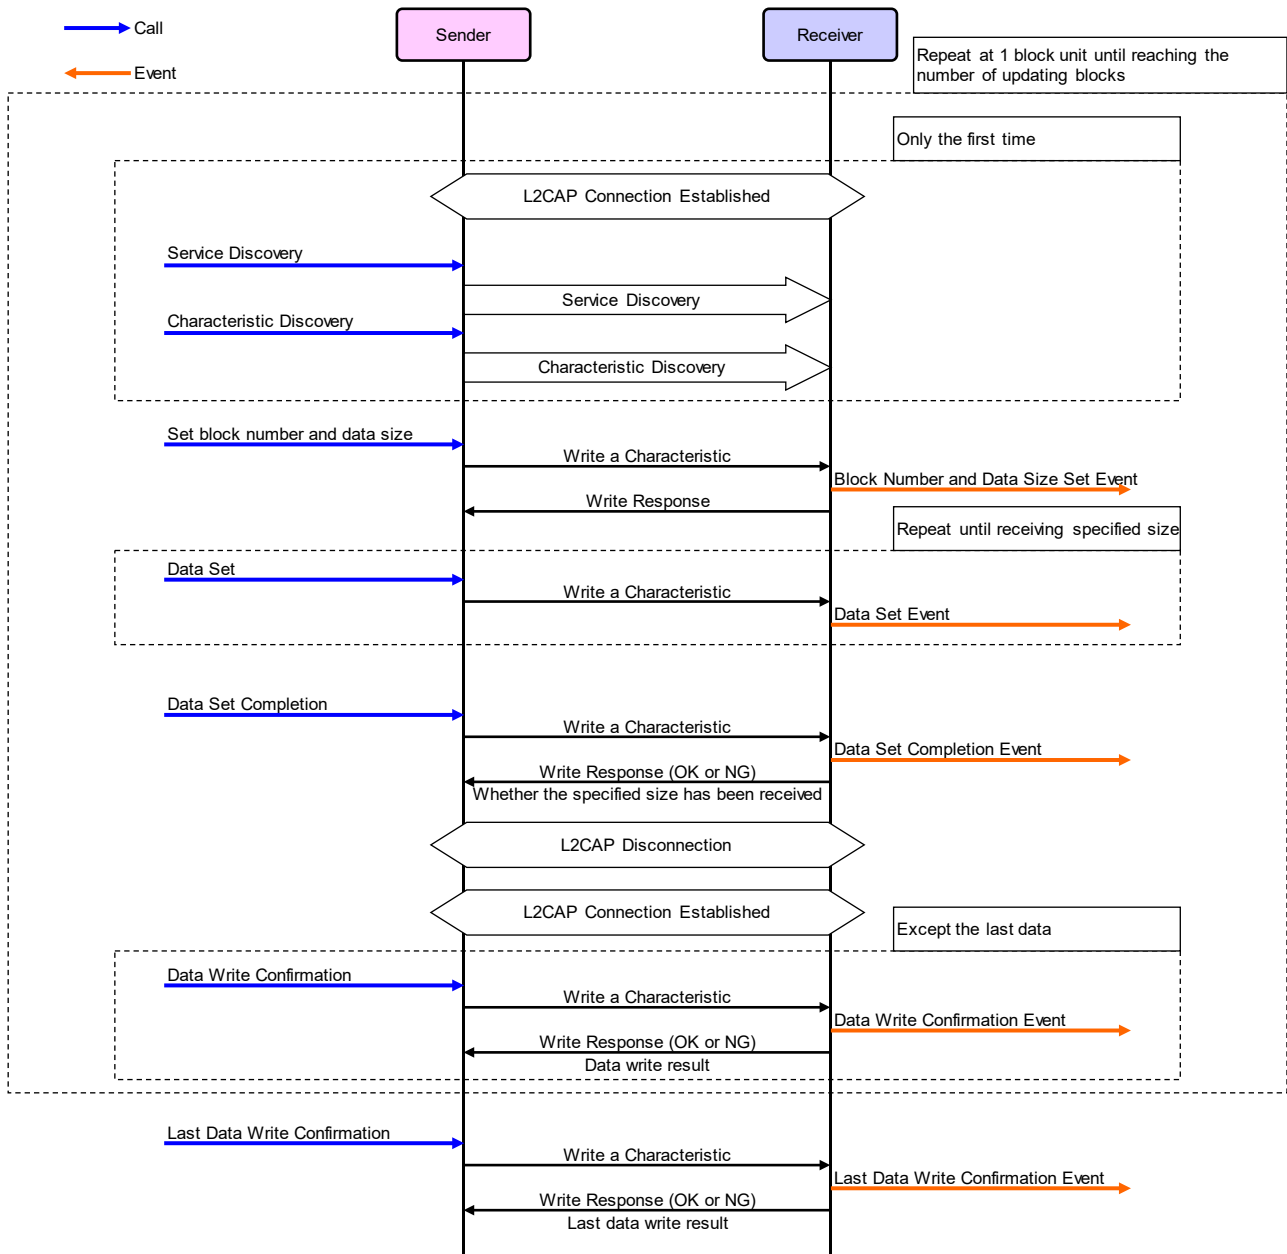 Call
Sender
Receiver
Event
Repeat at 1 block unit until reaching the
number of updating blocks
Only the first time
L2CAP Connection Established
Service Discovery
Service Discovery
Characteristic Discovery
Characteristic Discovery
Set block number and data size
Write a Characteristic
Block Number and Data Size Set Event
Write Response
Repeat until receiving specified size
Data Set
Write a Characteristic
Data Set Event
Data Set Completion
Write a Characteristic
Data Set Completion Event
Write Response (OK or NG)
Whether the specified size has been received
L2CAP Disconnection
L2CAP Connection Established
Except the last data
Data Write Confirmation
Write a Characteristic
Data Write Confirmation Event
Write Response (OK or NG)
Data write result
Last Data Write Confirmation
Write a Characteristic
Last Data Write Confirmation Event
Write Response (OK or NG)
Last data write result